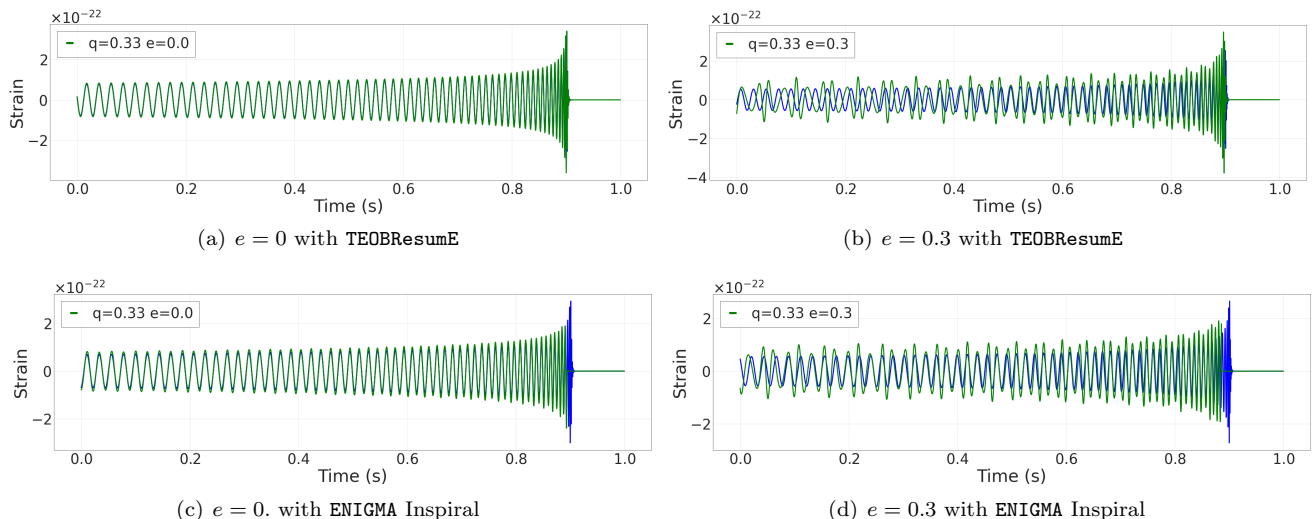 ×10−22
q=0.33 e=0.0
2
0
−2
Strain
0.0 0.2 0.4 0.6 0.8 1.0
Time (s)
(a) e = 0 with TEOBResumE
×10−22
q=0.33 e=0.3
2
0
−2
−4
Strain
0.0 0.2 0.4 0.6 0.8 1.0
Time (s)
(b) e = 0.3 with TEOBResumE
×10−22
q=0.33 e=0.0
2
0
−2
Strain
0.0 0.2 0.4 0.6 0.8 1.0
Time (s)
(c) e = 0. with ENIGMA Inspiral
×10−22
q=0.33 e=0.3
2
0
−2
Strain
0.0 0.2 0.4 0.6 0.8 1.0
Time (s)
(d) e = 0.3 with ENIGMA Inspiral